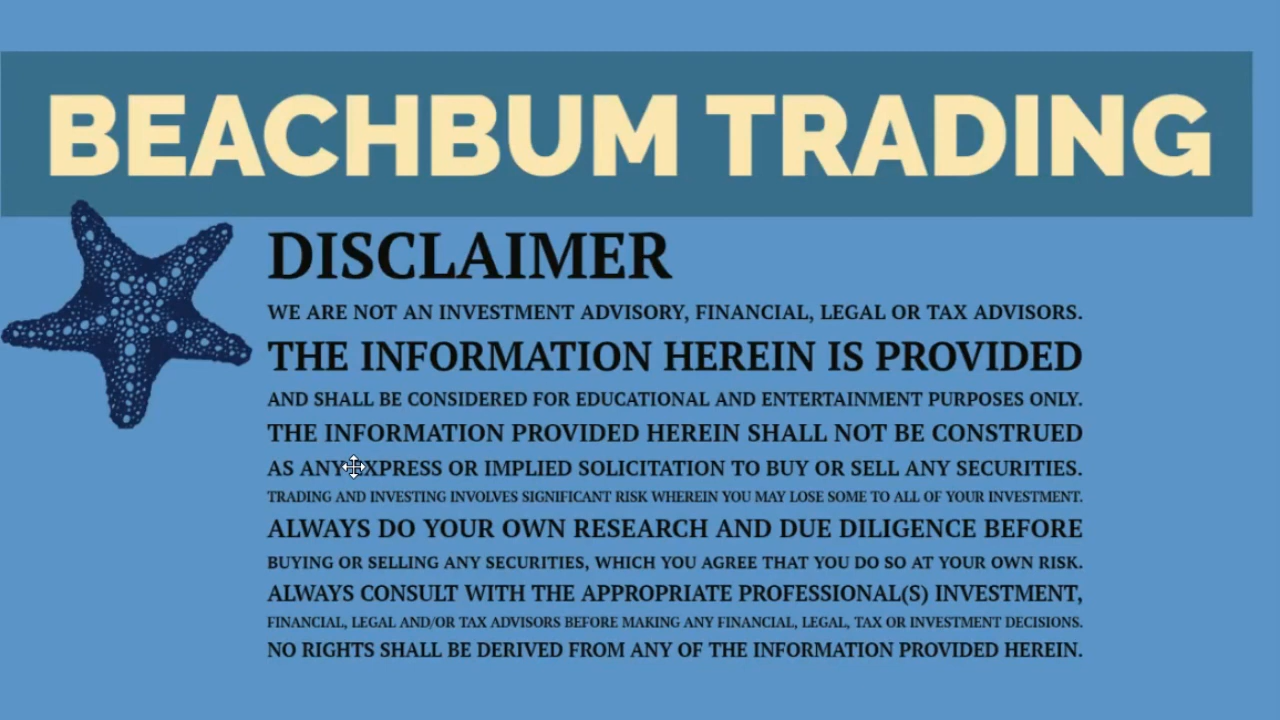 BEACHBUM TRADING
DISCLAIMER
WE ARE NOT AN INVESTMENT ADVISORY, FINANCIAL, LEGAL OR TAX ADVISORS.
THE INFORMATION HEREIN IS PROVIDED
AND SHALL BE CONSIDERED FOR EDUCATIONAL AND ENTERTAINMENT PURPOSES ONLY.
THE INFORMATION PROVIDED HEREIN SHALL NOT BE CONSTRUED
AS ANY EXPRESS OR IMPLIED SOLICITATION TO BUY OR SELL ANY SECURITIES.
TRADING AND INVESTING INVOLVES SIGNIFICANT RISK WHEREIN YOU MAY LOSE SOME TO ALL OF YOUR INVESTMENT.
ALWAYS DO YOUR OWN RESEARCH AND DUE DILIGENCE BEFORE
BUYING OR SELLING ANY SECURITIES, WHICH YOU AGREE THAT YOU DO SO AT YOUR OWN RISK.
ALWAYS CONSULT WITH THE APPROPRIATE PROFESSIONAL(S) INVESTMENT,
FINANCIAL, LEGAL AND/OR TAX ADVISORS BEFORE MAKING ANY FINANCIAL, LEGAL, TAX OR INVESTMENT DECISIONS.
NO RIGHTS SHALL BE DERIVED FROM ANY OF THE INFORMATION PROVIDED HEREIN.